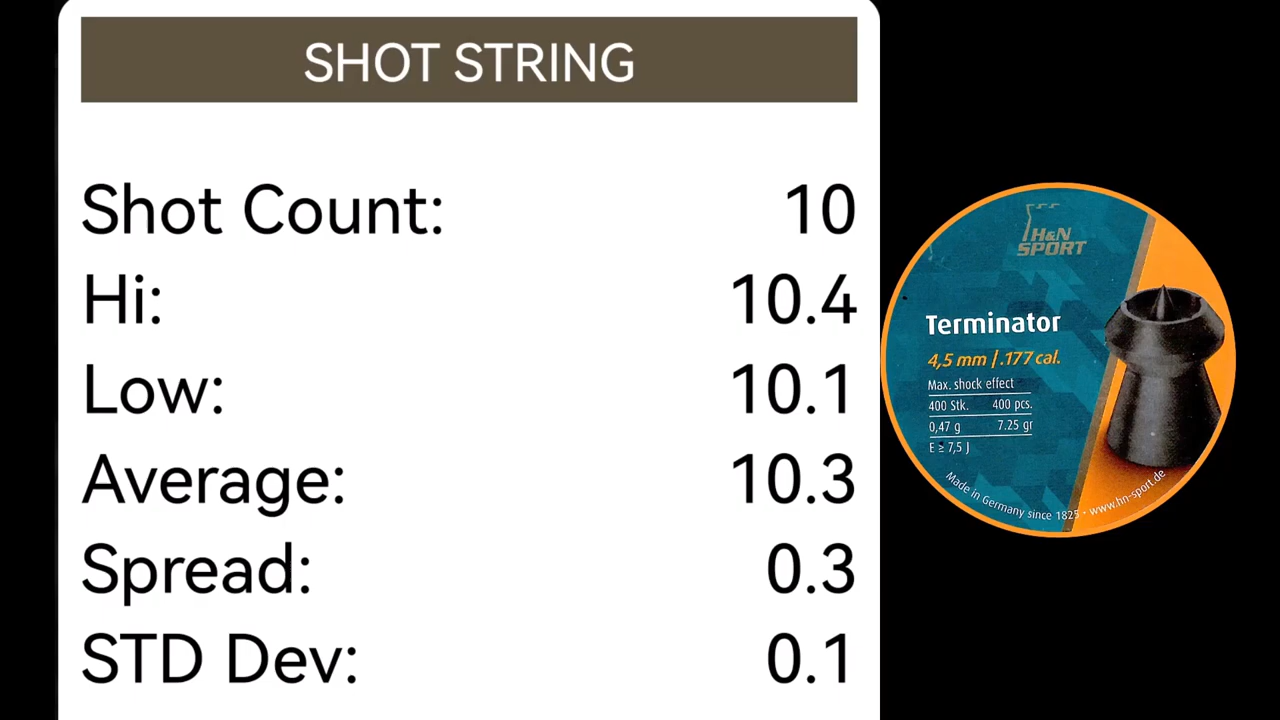 SHOT STRING
Shot Count: 10
Hi: 10.4
Low: 10.1
Average: 10.3
Spread: 0.3
STD Dev: 0.1
H&N
SPORT
Terminator
4,5 mm | .177 cal.
Max. shock effect
400 Stk. 400 pcs.
0,47 g 7.25 gr
E ≥ 7,5 J
Made in Germany since 1825 • www.hn-sport.de